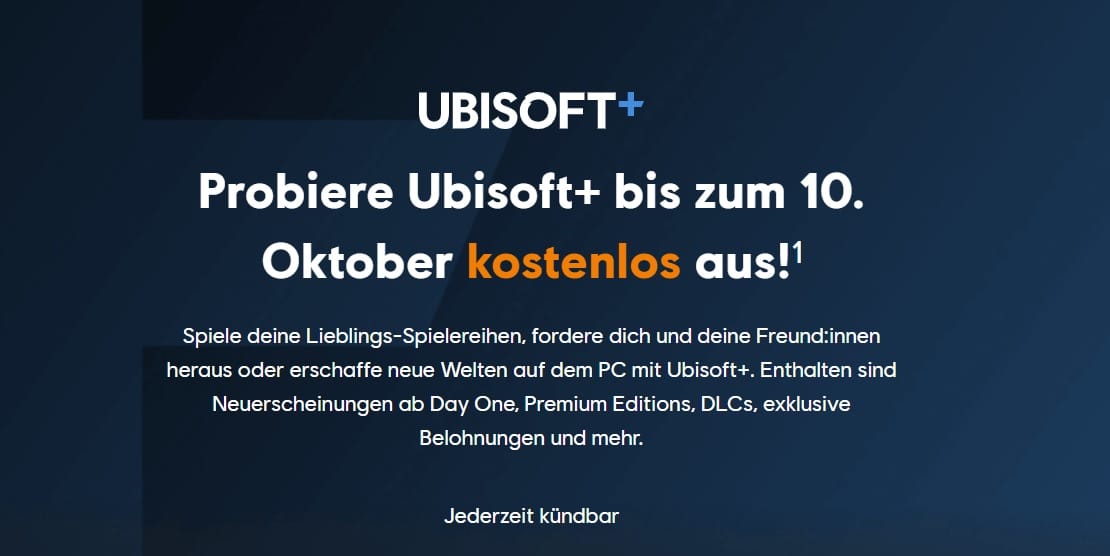 UBISOFT+
Probiere Ubisoft+ bis zum 10.
Oktober kostenlos aus!¹
Spiele deine Lieblings-Spielereihen, fordere dich und deine Freund:innen
heraus oder erschaffe neue Welten auf dem PC mit Ubisoft+. Enthalten sind
Neuerscheinungen ab Day One, Premium Editions, DLCs, exklusive
Belohnungen und mehr.
Jederzeit kündbar